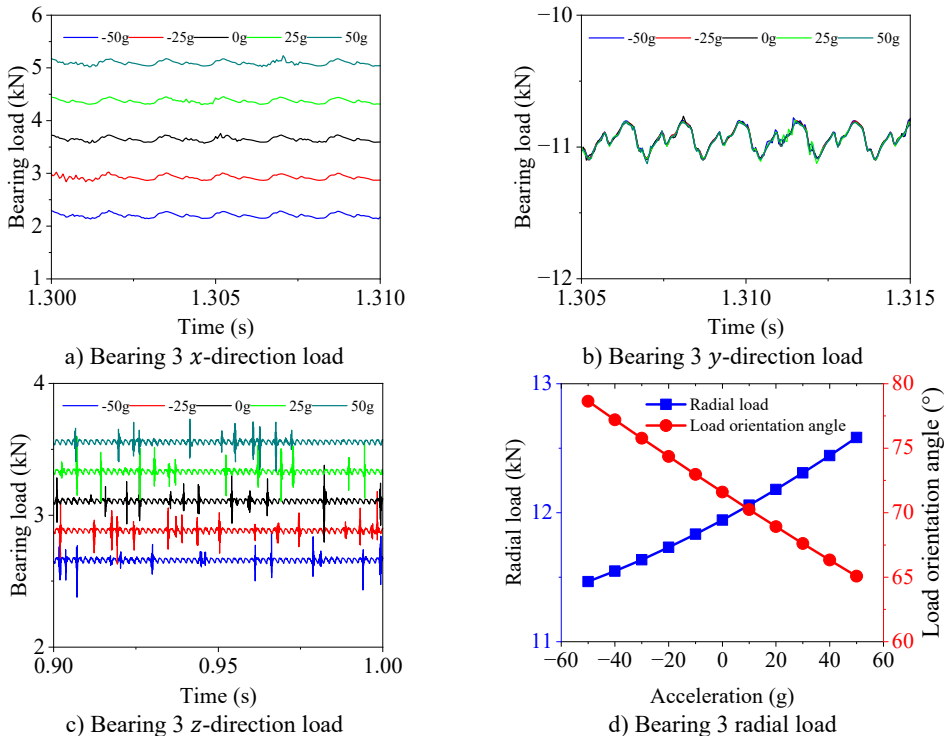 6
5
4
3
2
1
-50g -25g 0g 25g 50g
Bearing load (kN)
1.300 1.305 1.310
Time (s)
a) Bearing 3 x-direction load
−10
−11
−12
-50g -25g 0g 25g 50g
Bearing load (kN)
1.305 1.310 1.315
Time (s)
b) Bearing 3 y-direction load
4
3
2
-50g -25g 0g 25g 50g
Bearing load (kN)
0.90 0.95 1.00
Time (s)
c) Bearing 3 z-direction load
13
12
11
Radial load (kN)
Radial load
Load orientation angle
80
75
70
65
60
Load orientation angle (°)
−60 −40 −20 0 20 40 60
Acceleration (g)
d) Bearing 3 radial load